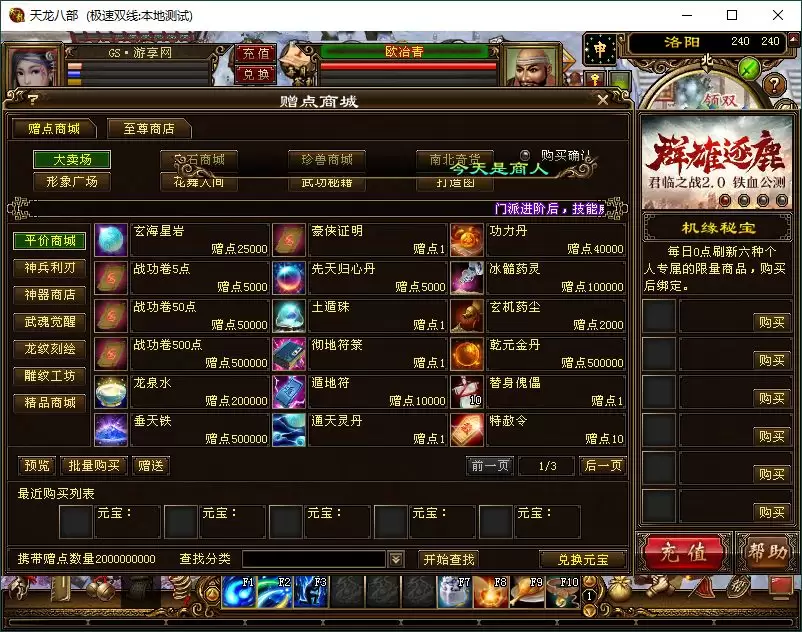 天龙八部 (极速双线:本地测试)
GS·游享网
充值
兑换
欧冶青
申
洛阳
240 240
北
?
?
赠点商城
领双
赠点商城
至尊商店
大卖场
石商城
珍兽商城
南北奇货
购买确认
今天是商人
形象广场
花舞人间
武功秘籍
打造图
门派进阶后，技能
群雄逐鹿
君临之战2.0 铁血公测
机缘秘宝
每日0点刷新六种个
人专属的限量商品，购买
后绑定。
平价商城
神兵利刃
神器商店
武魂觉醒
龙纹刻绘
雕纹工坊
精品商城
玄海星岩
赠点25000
豪侠证明
赠点1
功力丹
赠点40000
战功卷5点
赠点5000
先天归心丹
赠点5000
冰髓药灵
赠点100000
战功卷50点
赠点50000
土遁珠
赠点1
玄机药尘
赠点2000
战功卷500点
赠点500000
彻地符箓
赠点1
乾元金丹
赠点500000
龙泉水
赠点200000
遁地符
赠点10000
10
替身傀儡
赠点1
垂天铁
赠点500000
通天灵丹
赠点1
特赦令
赠点10
购买
购买
购买
购买
购买
购买
预览
批量购买
赠送
前一页
1/3
后一页
最近购买列表
元宝：
元宝：
元宝：
元宝：
元宝：
携带赠点数量2000000000
查找分类
开始查找
兑换元宝
充值
帮助
F1
F2
F3
F7
F8
F9
F10
1